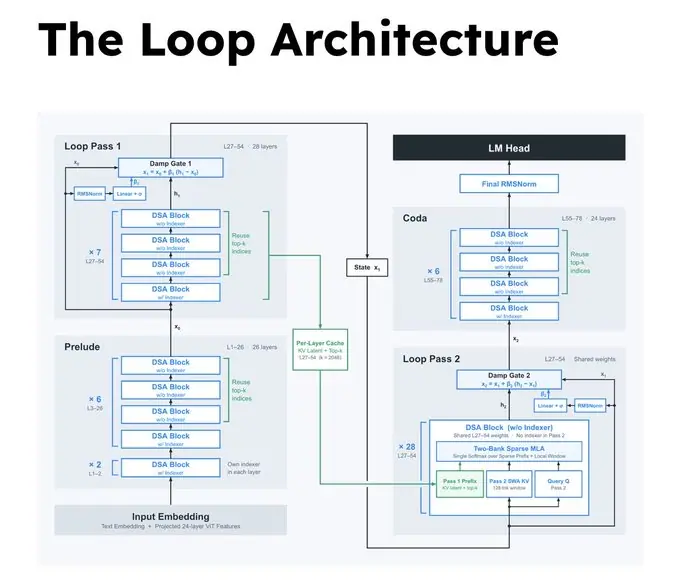 The Loop Architecture
Loop Pass 1
L27–54 · 28 layers
x₀
Damp Gate 1
x₁ = x₀ + β₁ (h₁ − x₀)
β₁
RMSNorm
Linear + σ
h₁
DSA Block
w/o Indexer
DSA Block
w/o Indexer
DSA Block
w/o Indexer
DSA Block
w/ Indexer
× 7
L27–54
Reuse
top-k
indices
x₀
Prelude
L1–26 · 26 layers
DSA Block
w/o Indexer
DSA Block
w/o Indexer
DSA Block
w/o Indexer
DSA Block
w/ Indexer
× 6
L3–26
Reuse
top-k
indices
× 2
L1–2
DSA Block
w/ Indexer
Own indexer
in each layer
Input Embedding
Text Embedding + Projected 24-layer ViT Features
State x₁
Per-Layer Cache
KV Latent + Top-k
L27–54 (k = 2048)
LM Head
Final RMSNorm
Coda
L55–78 · 24 layers
DSA Block
w/o Indexer
DSA Block
w/o Indexer
DSA Block
w/o Indexer
DSA Block
w/ Indexer
× 6
L55–78
Reuse
top-k
indices
x₂
Loop Pass 2
L27–54 · Shared weights
Damp Gate 2
x₂ = x₁ + β₂ (h₂ − x₁)
x₁
β₂
Linear + σ
RMSNorm
h₂
× 28
L27–54
DSA Block (w/o Indexer)
Shared L27–54 weights · No Indexer in Pass 2
Two-Bank Sparse MLA
Single Softmax over Sparse Prefix + Local Window
Pass 1 Prefix
KV latent + top-k
Pass 2 SWA KV
128-tok window
Query Q
Pass 2